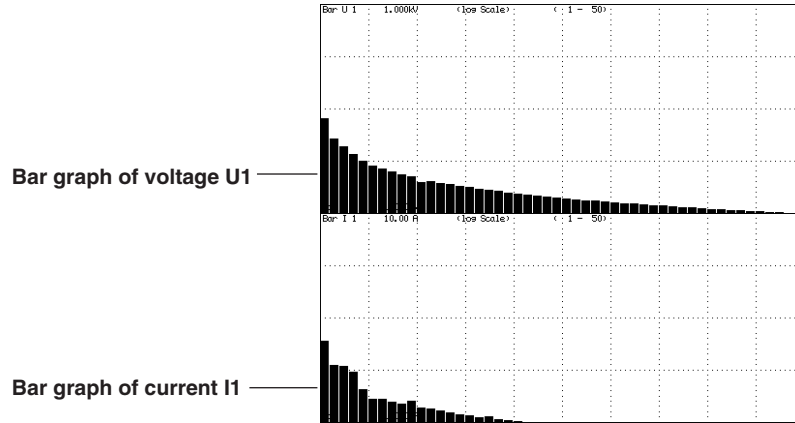 Bar U 1 1.000kV (log Scale) ( 1 - 50)
Bar graph of voltage U1
Bar I 1 10.00 A (log Scale) ( 1 - 50)
Bar graph of current I1